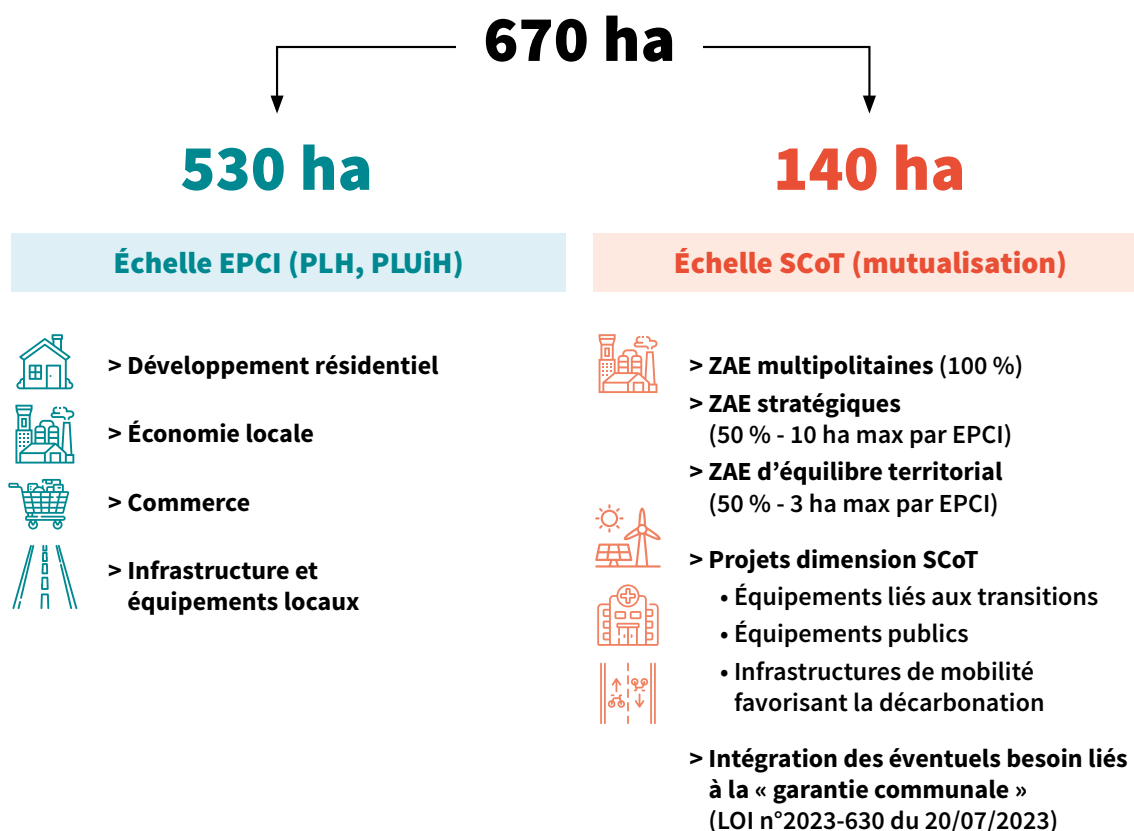 670 ha
530 ha
Échelle EPCI (PLH, PLUiH)
> Développement résidentiel
> Économie locale
> Commerce
> Infrastructure et
équipements locaux
140 ha
Échelle SCoT (mutualisation)
> ZAE multipolitaines (100 %)
> ZAE stratégiques
(50 % - 10 ha max par EPCI)
> ZAE d’équilibre territorial
(50 % - 3 ha max par EPCI)
> Projets dimension SCoT
• Équipements liés aux transitions
• Équipements publics
• Infrastructures de mobilité
favorisant la décarbonation
> Intégration des éventuels besoin liés
à la « garantie communale »
(LOI n°2023-630 du 20/07/2023)